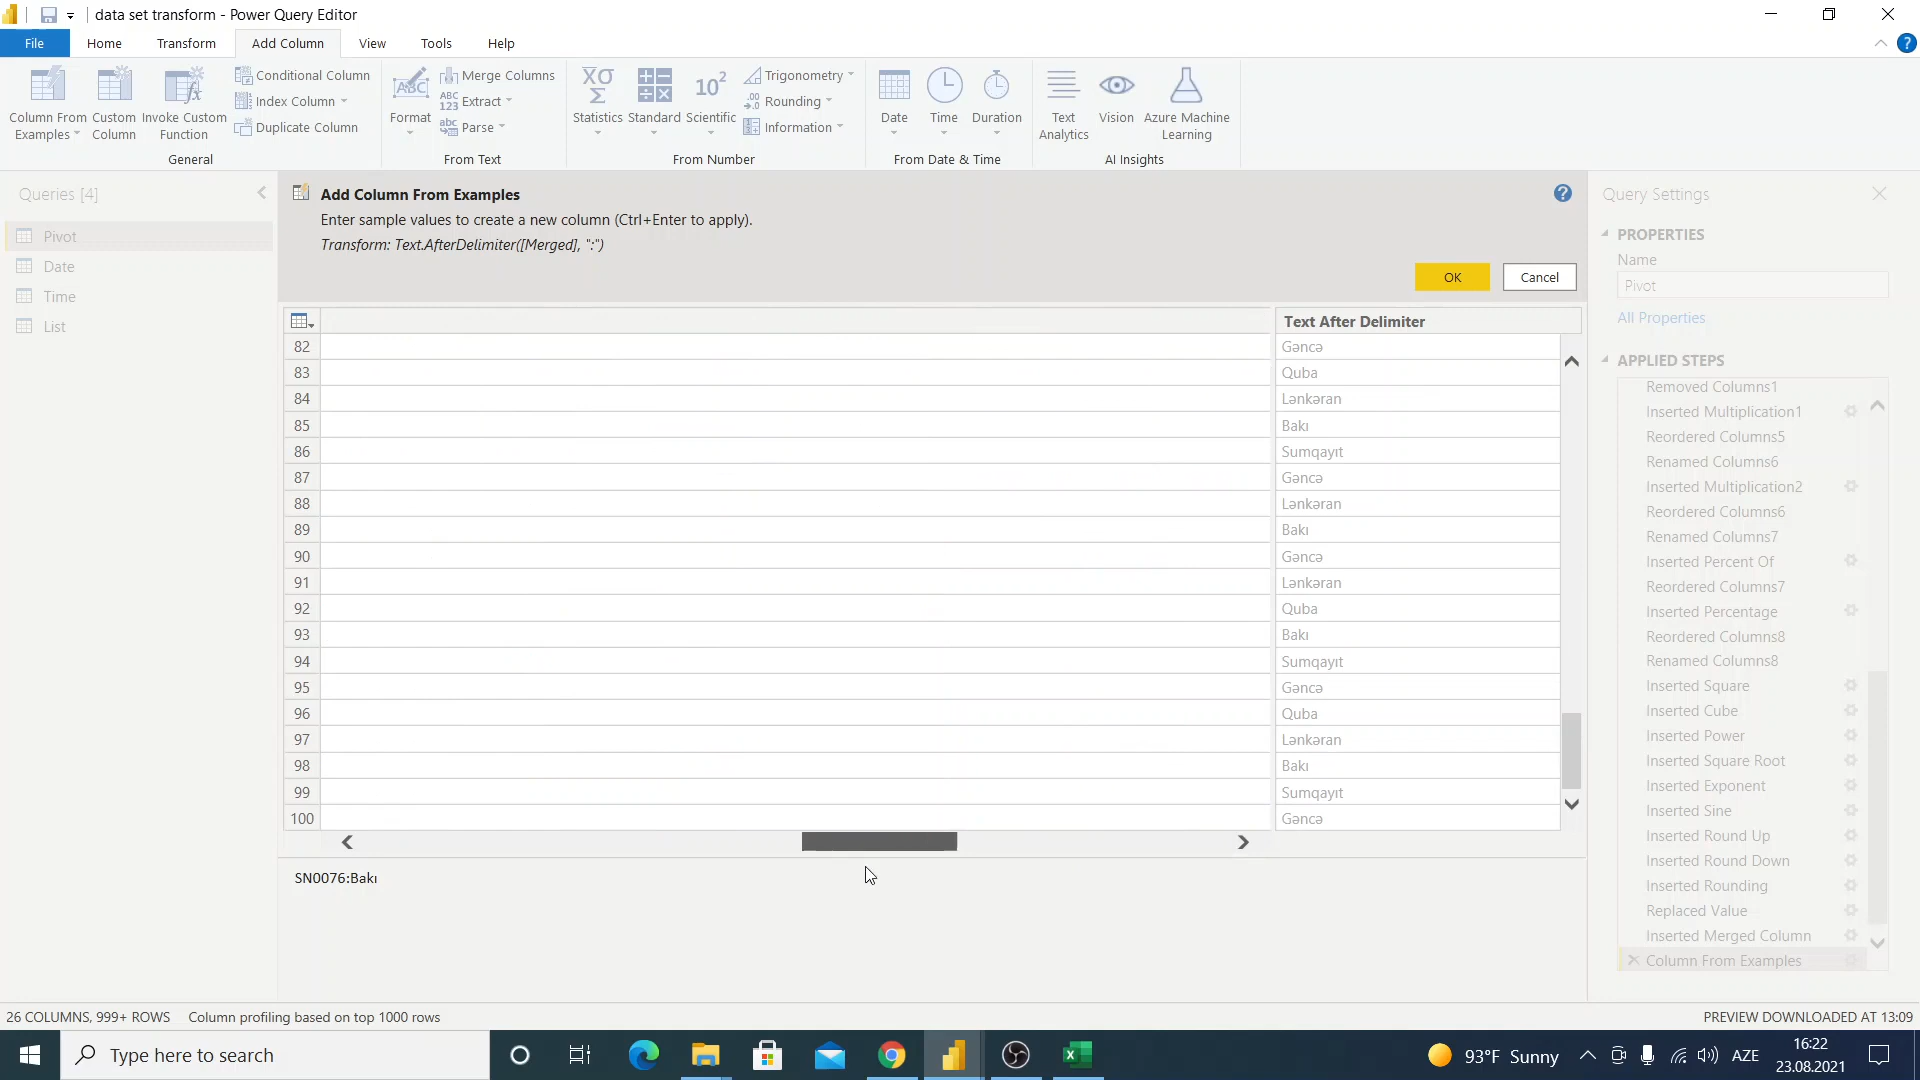 data set transform - Power Query Editor
File
Home
Transform
Add Column
View
Tools
Help
Column From Examples
Custom Column
Invoke Custom Function
Conditional Column
Index Column
Duplicate Column
General
Format
Merge Columns
Extract
Parse
From Text
Statistics
Standard
Scientific
Trigonometry
Rounding
Information
From Number
Date
Time
Duration
From Date & Time
Text Analytics
Vision
Azure Machine Learning
AI Insights
Queries [4]
Pivot
Date
Time
List
Add Column From Examples
Enter sample values to create a new column (Ctrl+Enter to apply).
Transform: Text.AfterDelimiter([Merged], ":")
OK
Cancel
Text After Delimiter
82 Gəncə
83 Quba
84 Lənkəran
85 Bakı
86 Sumqayıt
87 Gəncə
88 Lənkəran
89 Bakı
90 Gəncə
91 Lənkəran
92 Quba
93 Bakı
94 Sumqayıt
95 Gəncə
96 Quba
97 Lənkəran
98 Bakı
99 Sumqayıt
100 Gəncə
SN0076:Bakı
Query Settings
PROPERTIES
Name
Pivot
All Properties
APPLIED STEPS
Removed Columns1
Inserted Multiplication1
Reordered Columns5
Renamed Columns6
Inserted Multiplication2
Reordered Columns6
Renamed Columns7
Inserted Percent Of
Reordered Columns7
Inserted Percentage
Reordered Columns8
Renamed Columns8
Inserted Square
Inserted Cube
Inserted Power
Inserted Square Root
Inserted Exponent
Inserted Sine
Inserted Round Up
Inserted Round Down
Inserted Rounding
Replaced Value
Inserted Merged Column
Column From Examples
26 COLUMNS, 999+ ROWS
Column profiling based on top 1000 rows
PREVIEW DOWNLOADED AT 13:09
Type here to search
93°F Sunny
AZE
16:22
23.08.2021